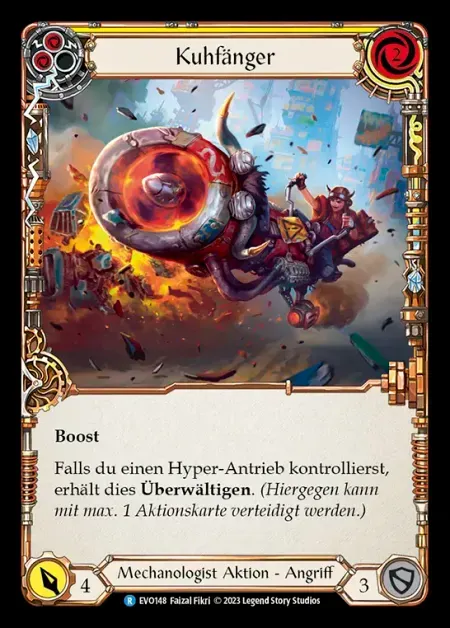 Kuhfänger
2
Boost
Falls du einen Hyper-Antrieb kontrollierst,
erhält dies Überwältigen. (Hiergegen kann
mit max. 1 Aktionskarte verteidigt werden.)
4
Mechanologist Aktion - Angriff
3
R EVO148 Faizal Fikri © 2023 Legend Story Studios